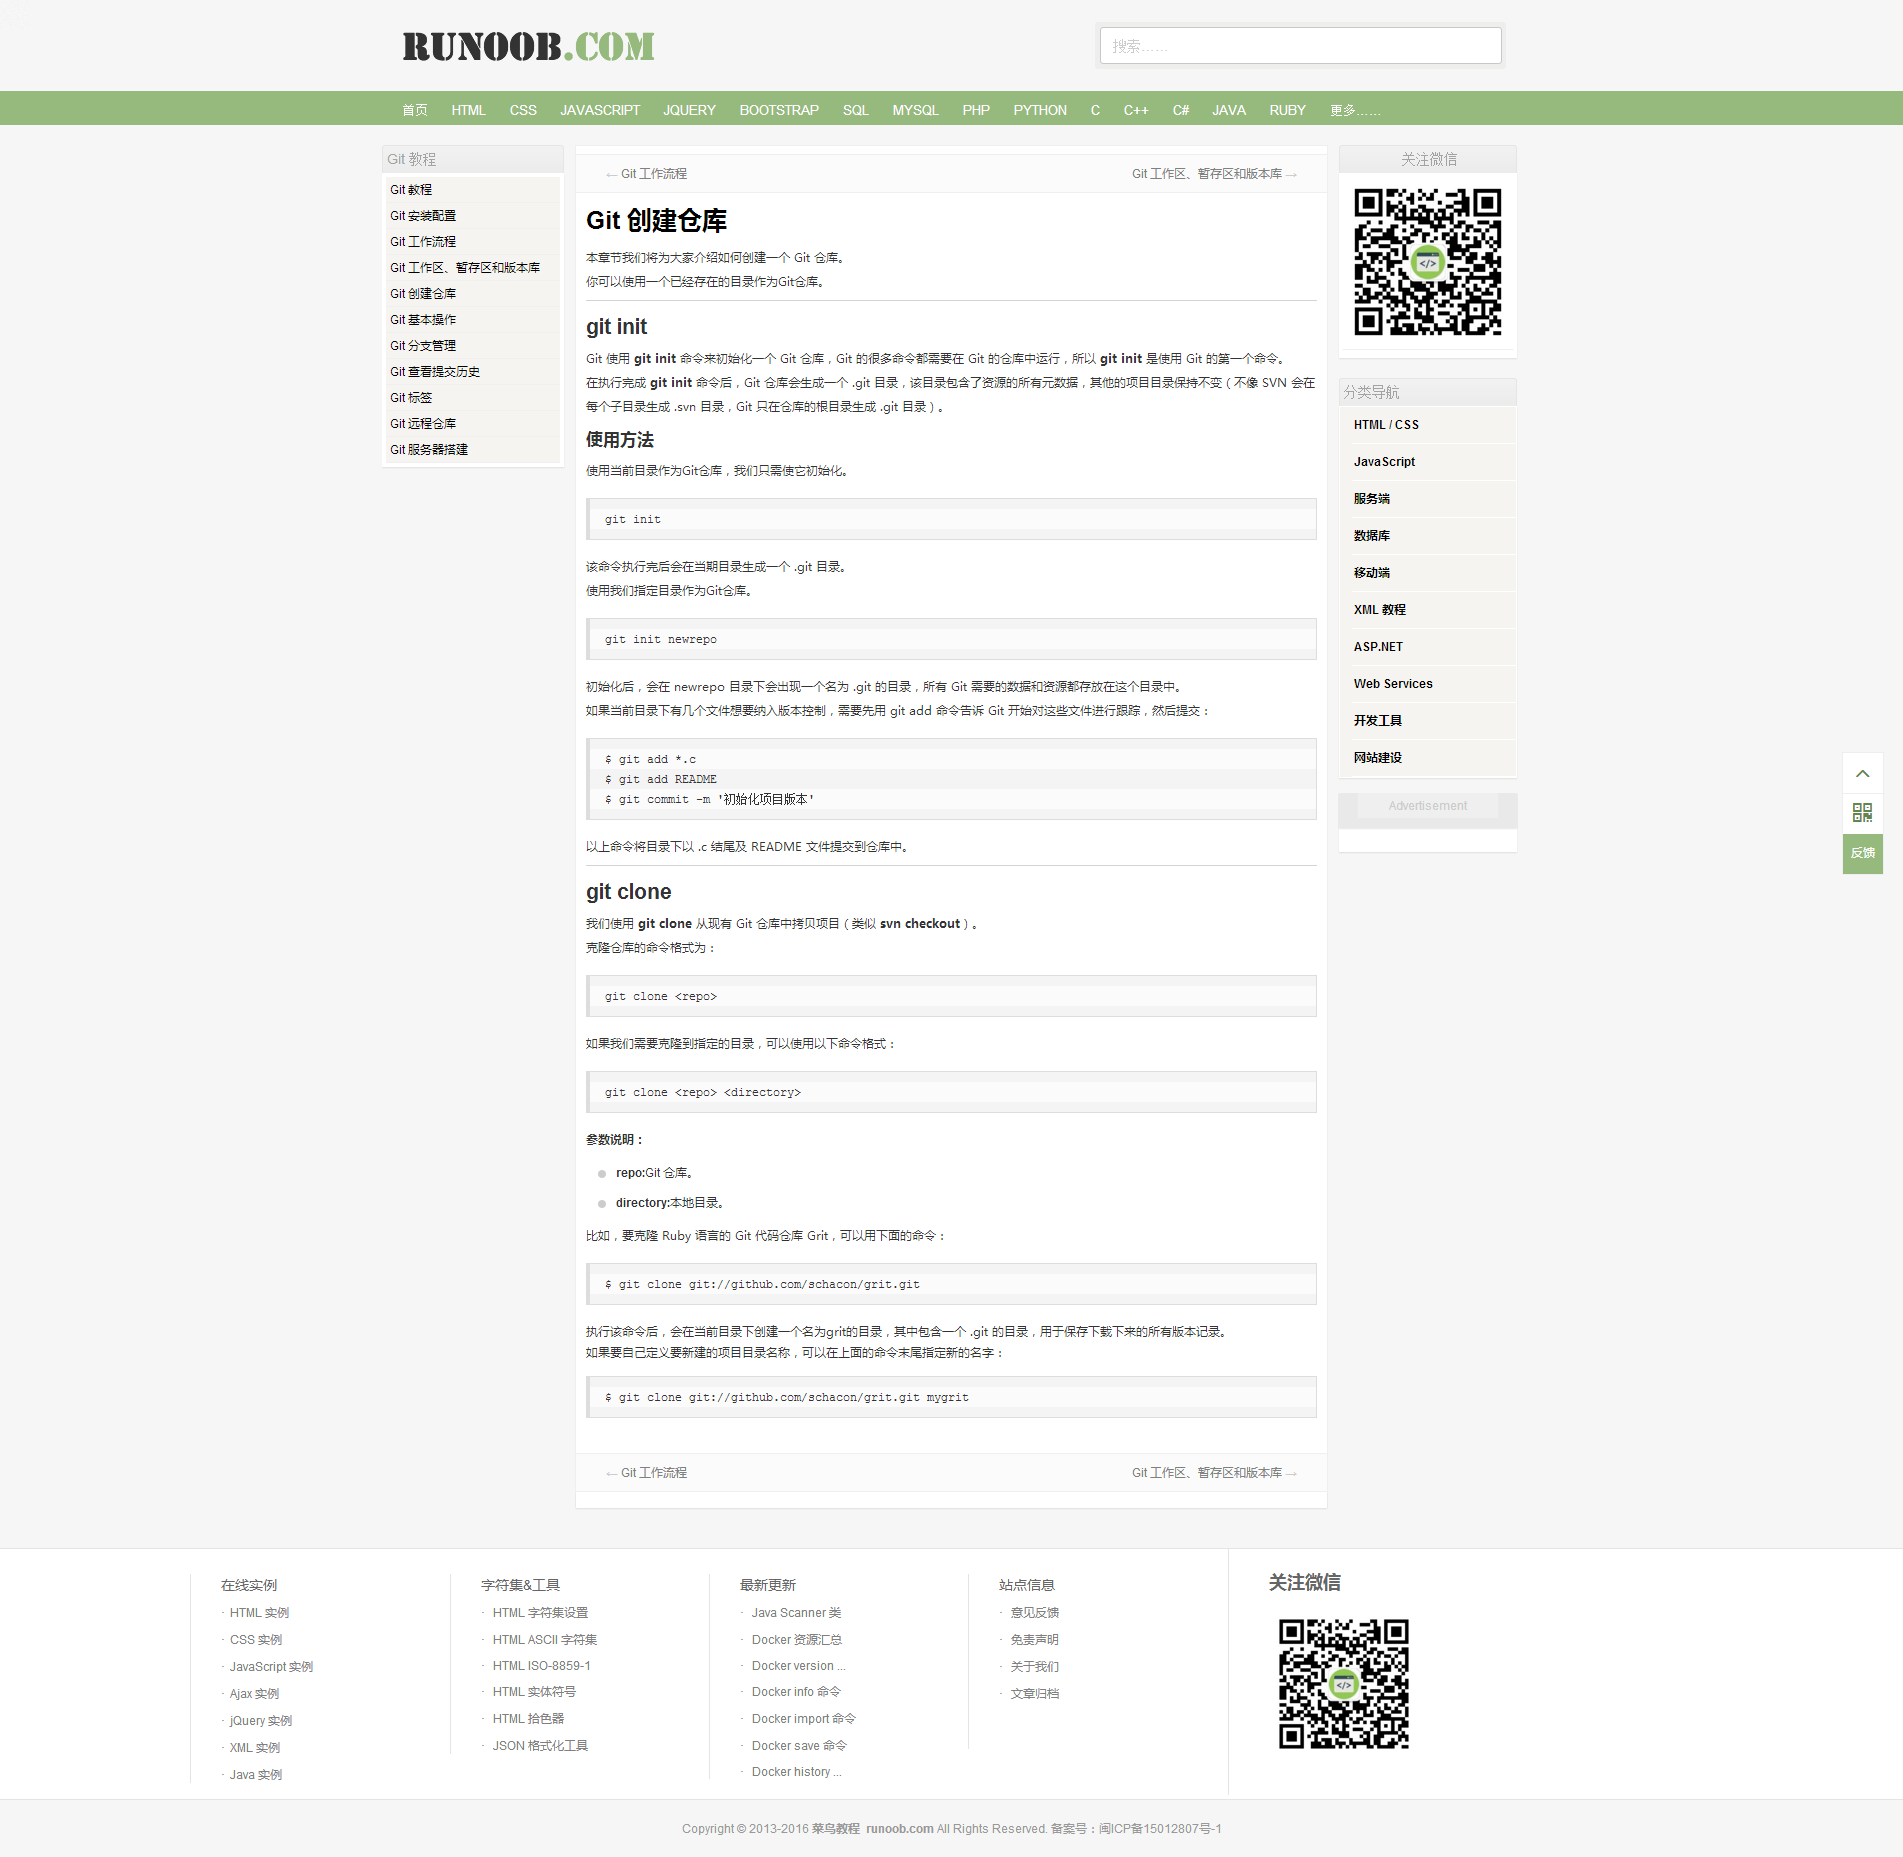 RUNOOB.COM
搜索……
首页 HTML CSS JAVASCRIPT JQUERY BOOTSTRAP SQL MYSQL PHP PYTHON C C++ C# JAVA RUBY 更多……
Git 教程
Git 教程
Git 安装配置
Git 工作流程
Git 工作区、暂存区和版本库
Git 创建仓库
Git 基本操作
Git 分支管理
Git 查看提交历史
Git 标签
Git 远程仓库
Git 服务器搭建
← Git 工作流程
Git 工作区、暂存区和版本库 →
Git 创建仓库
本章节我们将为大家介绍如何创建一个 Git 仓库。
你可以使用一个已经存在的目录作为Git仓库。
git init
Git 使用 git init 命令来初始化一个 Git 仓库，Git 的很多命令都需要在 Git 的仓库中运行，所以 git init 是使用 Git 的第一个命令。
在执行完成 git init 命令后，Git 仓库会生成一个 .git 目录，该目录包含了资源的所有元数据，其他的项目目录保持不变（不像 SVN 会在
每个子目录生成 .svn 目录，Git 只在仓库的根目录生成 .git 目录）。
使用方法
使用当前目录作为Git仓库，我们只需使它初始化。
git init
该命令执行完后会在当期目录生成一个 .git 目录。
使用我们指定目录作为Git仓库。
git init newrepo
初始化后，会在 newrepo 目录下会出现一个名为 .git 的目录，所有 Git 需要的数据和资源都存放在这个目录中。
如果当前目录下有几个文件想要纳入版本控制，需要先用 git add 命令告诉 Git 开始对这些文件进行跟踪，然后提交：
$ git add *.c
$ git add README
$ git commit -m '初始化项目版本'
以上命令将目录下以 .c 结尾及 README 文件提交到仓库中。
git clone
我们使用 git clone 从现有 Git 仓库中拷贝项目（类似 svn checkout）。
克隆仓库的命令格式为：
git clone <repo>
如果我们需要克隆到指定的目录，可以使用以下命令格式：
git clone <repo> <directory>
参数说明：
repo:Git 仓库。
directory:本地目录。
比如，要克隆 Ruby 语言的 Git 代码仓库 Grit，可以用下面的命令：
$ git clone git://github.com/schacon/grit.git
执行该命令后，会在当前目录下创建一个名为grit的目录，其中包含一个 .git 的目录，用于保存下载下来的所有版本记录。
如果要自己定义要新建的项目目录名称，可以在上面的命令末尾指定新的名字：
$ git clone git://github.com/schacon/grit.git mygrit
← Git 工作流程
Git 工作区、暂存区和版本库 →
关注微信
</>
分类导航
HTML / CSS
JavaScript
服务端
数据库
移动端
XML 教程
ASP.NET
Web Services
开发工具
网站建设
Advertisement
反馈
在线实例
· HTML 实例
· CSS 实例
· JavaScript 实例
· Ajax 实例
· jQuery 实例
· XML 实例
· Java 实例
字符集&工具
· HTML 字符集设置
· HTML ASCII 字符集
· HTML ISO-8859-1
· HTML 实体符号
· HTML 拾色器
· JSON 格式化工具
最新更新
· Java Scanner 类
· Docker 资源汇总
· Docker version ...
· Docker info 命令
· Docker import 命令
· Docker save 命令
· Docker history ...
站点信息
· 意见反馈
· 免责声明
· 关于我们
· 文章归档
关注微信
</>
Copyright © 2013-2016 菜鸟教程 runoob.com All Rights Reserved. 备案号：闽ICP备15012807号-1